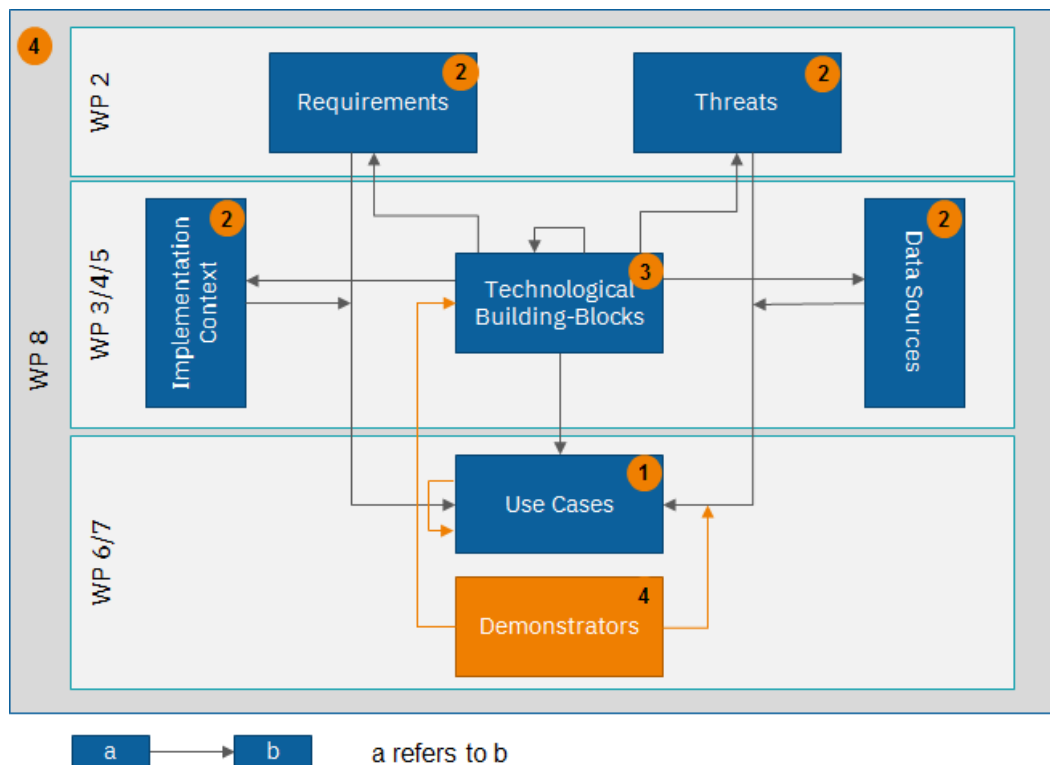 4
WP 8
WP 2
Requirements
2
Threats
2
WP 3/4/5
Implementation
Context
2
Technological
Building-Blocks
3
Data Sources
2
WP 6/7
Use Cases
1
Demonstrators
4
a
b
a refers to b